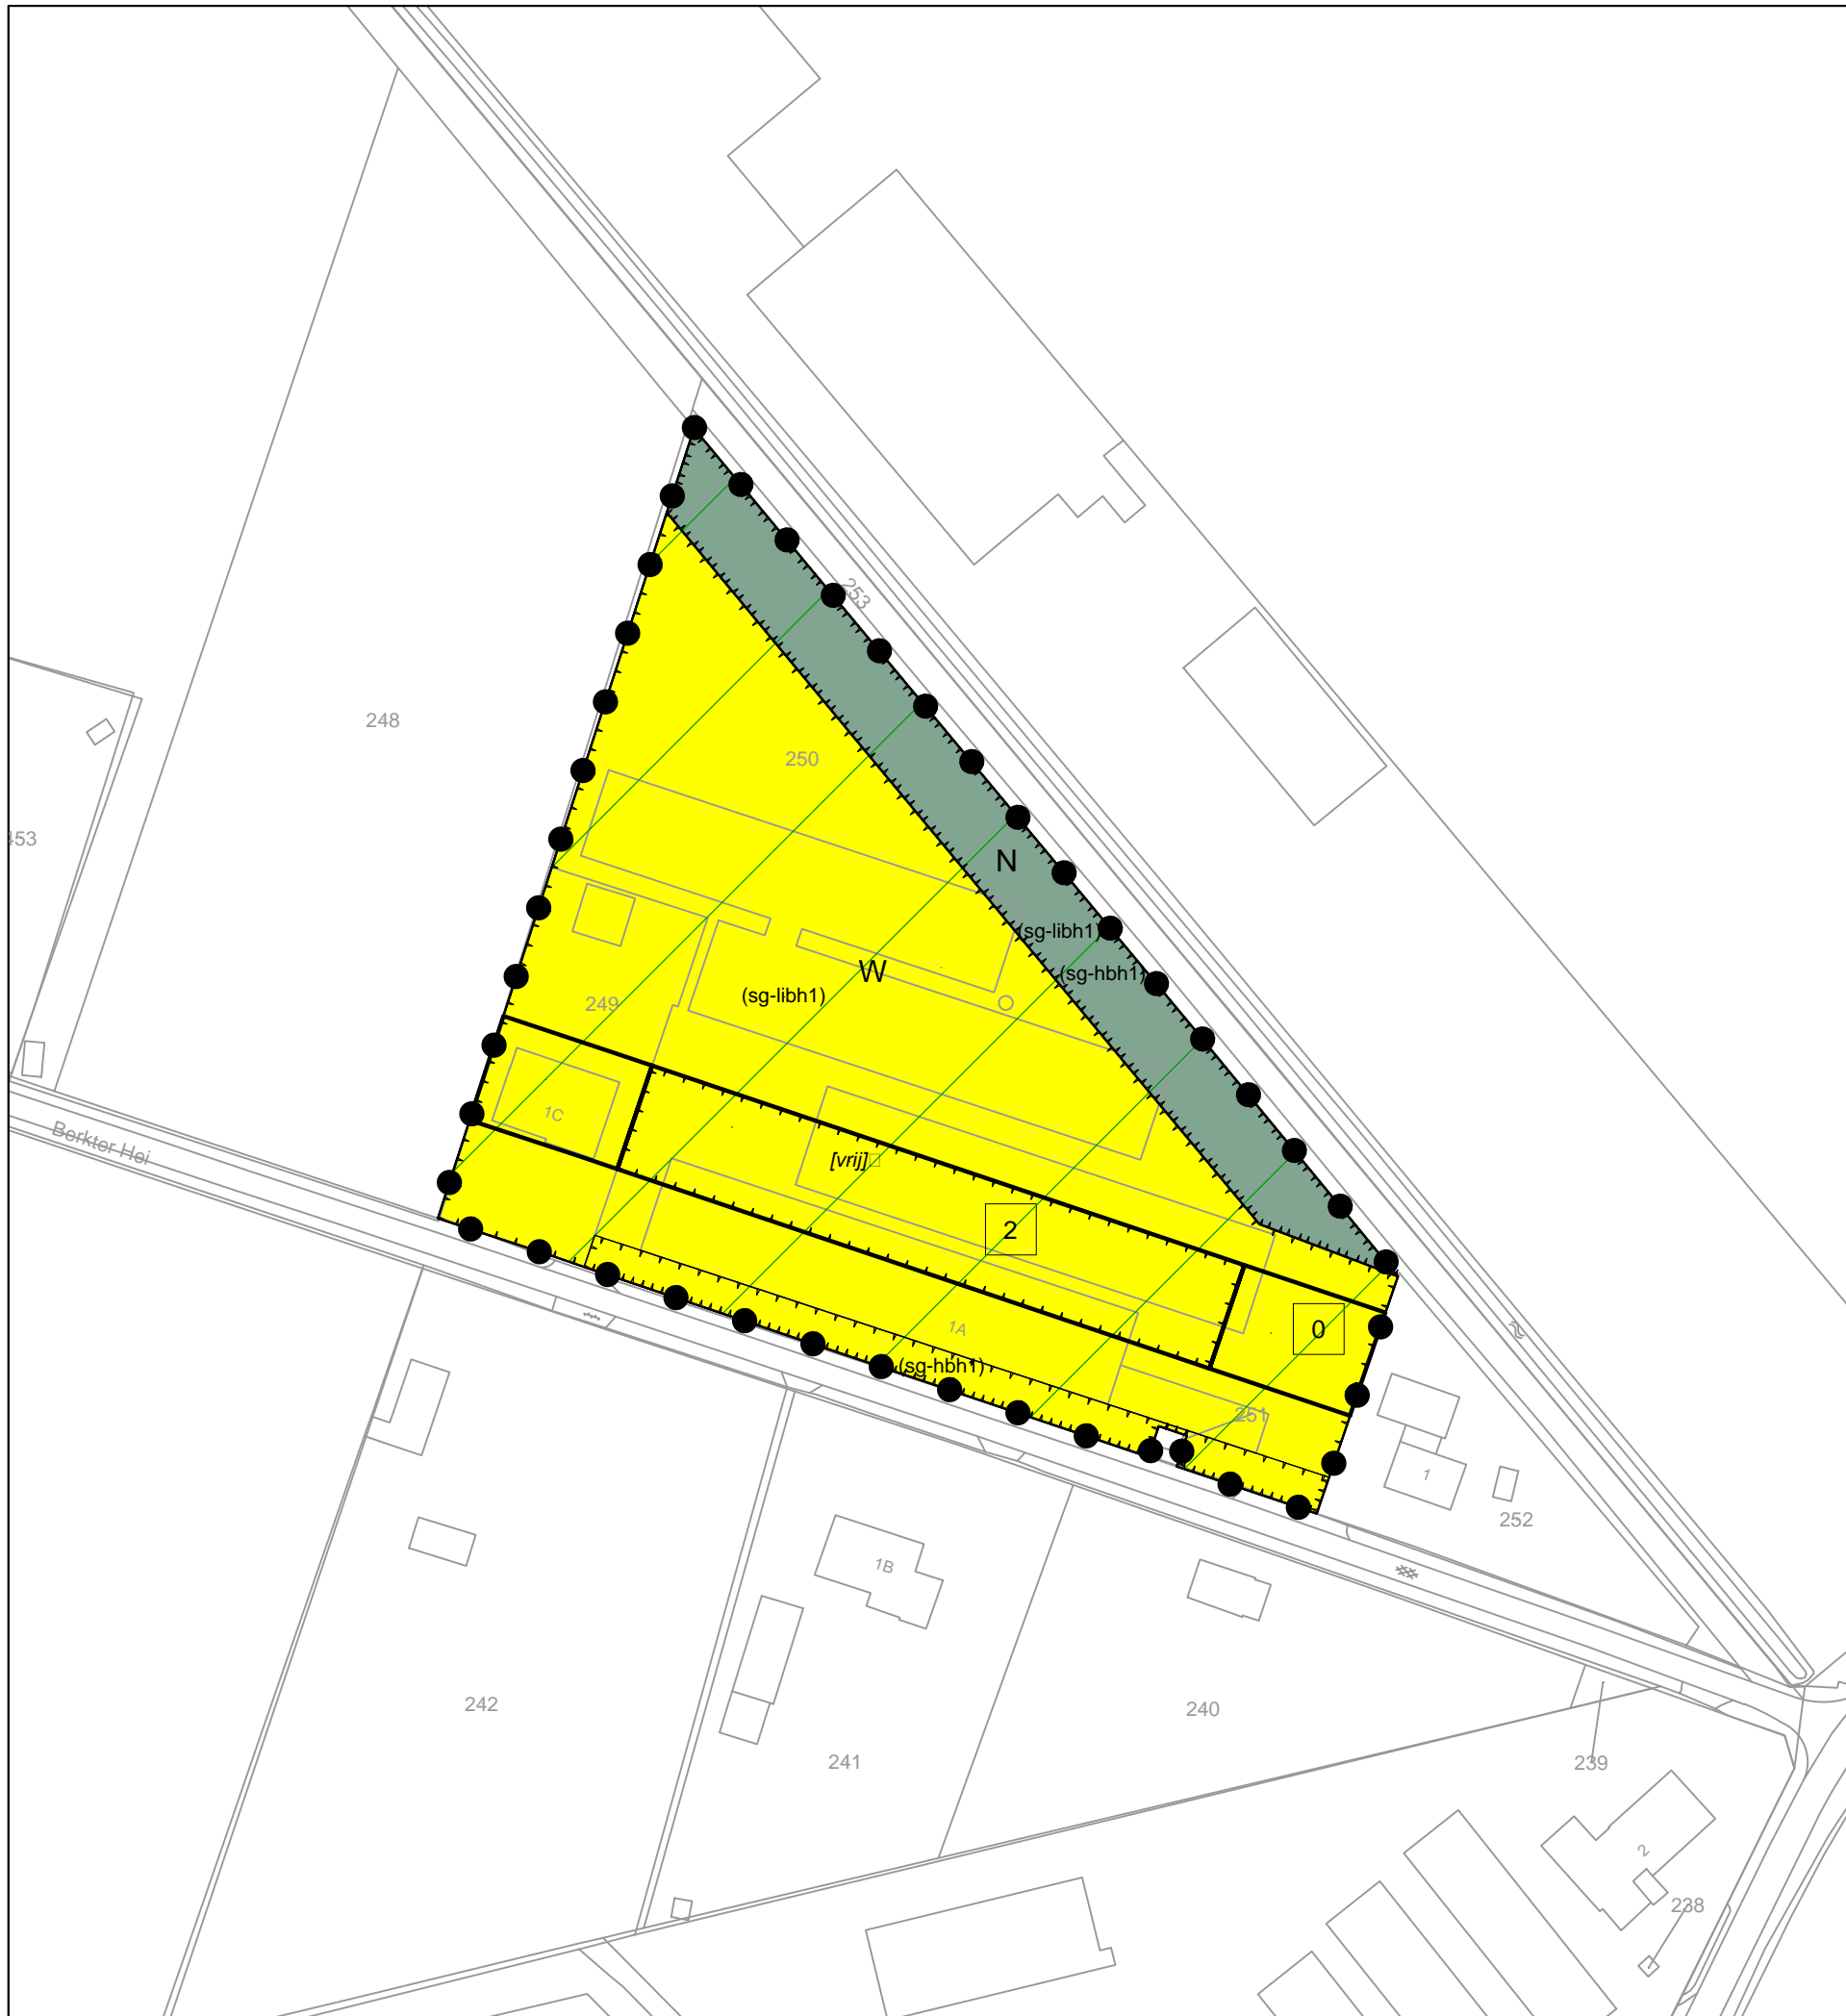 253
248
250
453
N
(sg-libh1)
W
(sg-hbh1)
(sg-libh1)
249
1C
Berkter Hei
[vrij]
2
0
1A
(sg-hbh1)
251
1
252
1B
242
240
241
239
2
238